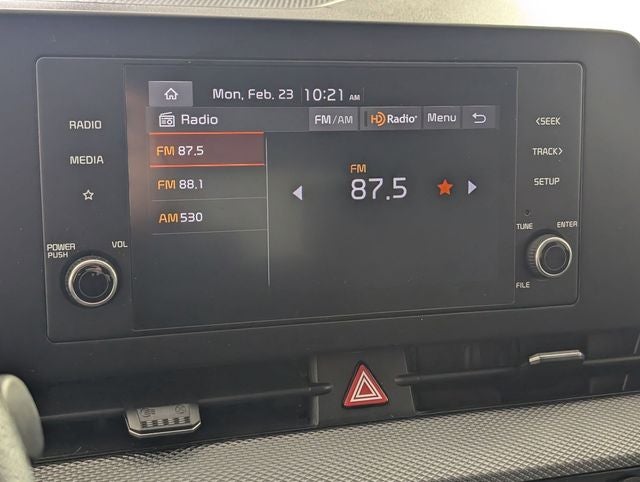 Mon, Feb. 23 10:21 AM
Radio FM/AM HD Radio® Menu
FM 87.5
FM 88.1
AM 530
FM
87.5
RADIO
MEDIA
POWER
PUSH
VOL
<SEEK
TRACK>
SETUP
TUNE
ENTER
FILE